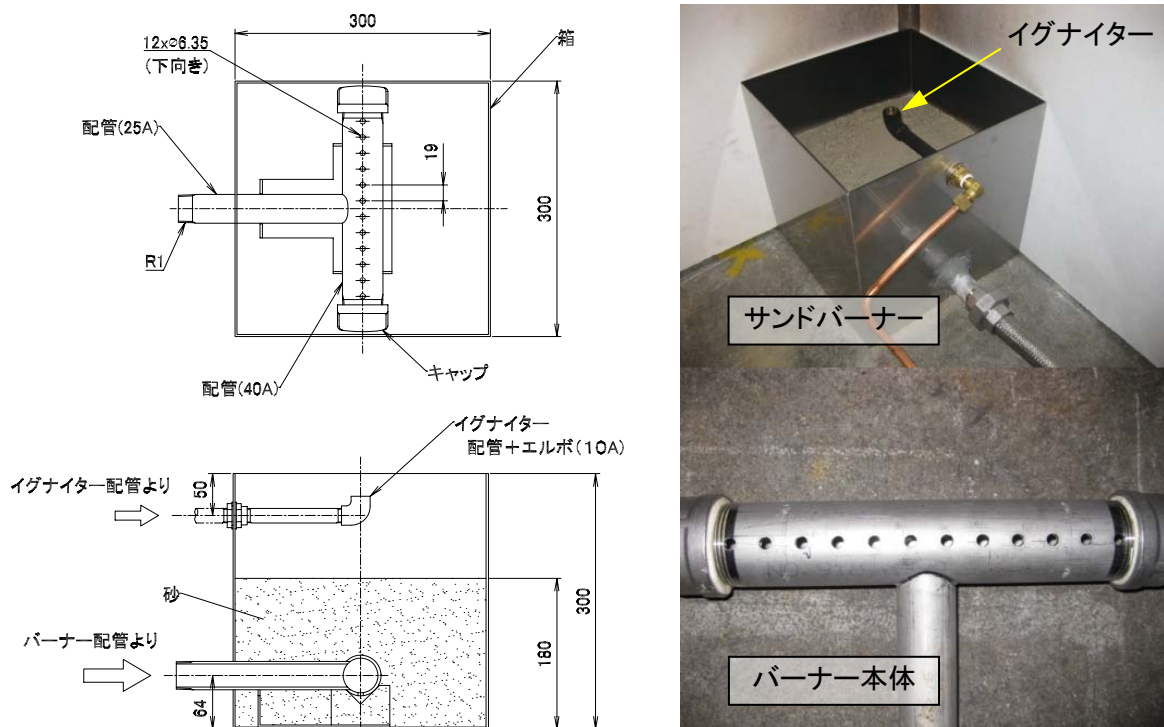 300
12xø6.35
(下向き)
箱
配管(25A)
19
300
R1
キャップ
配管(40A)
イグナイター
配管+エルボ(10A)
イグナイター配管より
50
砂
300
バーナー配管より
180
64
イグナイター
サンドバーナー
バーナー本体